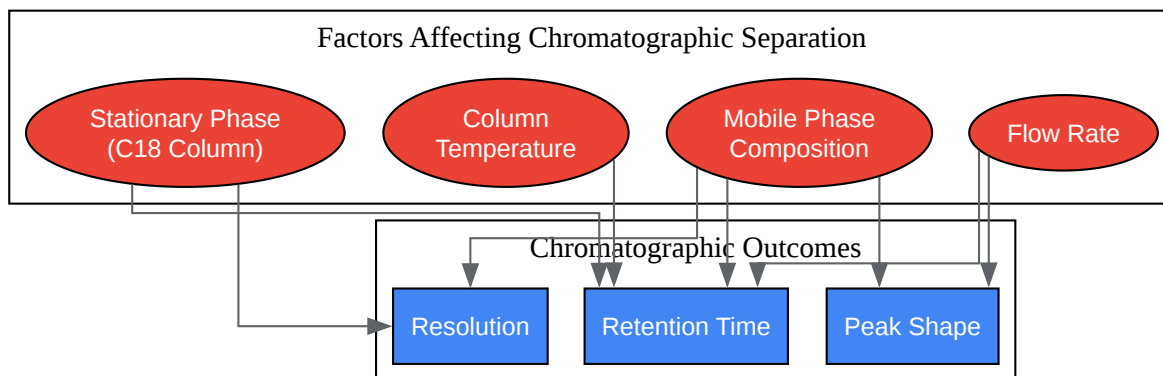 Factors Affecting Chromatographic Separation
Stationary Phase
(C18 Column)
Column
Temperature
Mobile Phase
Composition
Flow Rate
Chromatographic Outcomes
Resolution
Retention Time
Peak Shape